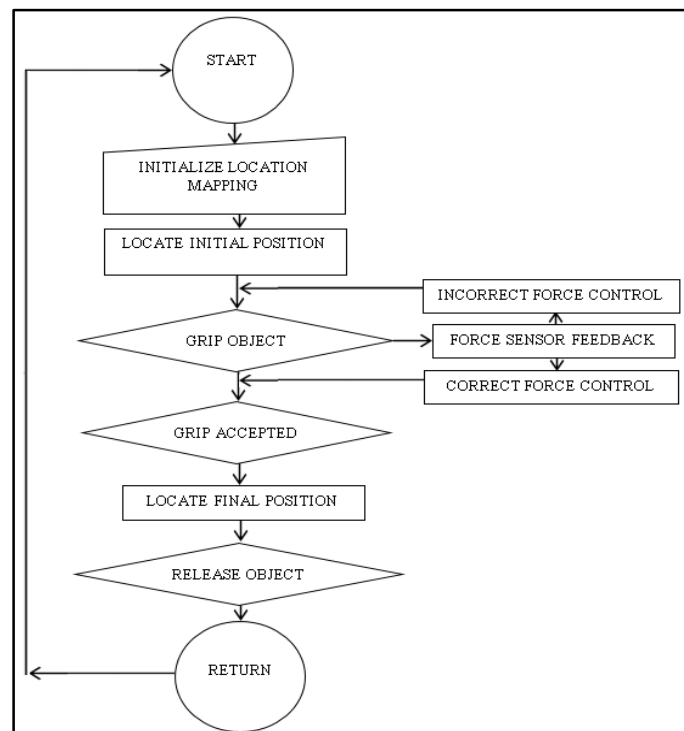 START
INITIALIZE LOCATION
MAPPING
LOCATE INITIAL POSITION
INCORRECT FORCE CONTROL
GRIP OBJECT
FORCE SENSOR FEEDBACK
CORRECT FORCE CONTROL
GRIP ACCEPTED
LOCATE FINAL POSITION
RELEASE OBJECT
RETURN